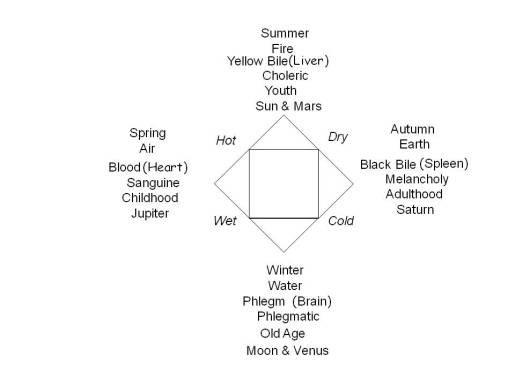 Summer
Fire
Yellow Bile(Liver)
Choleric
Youth
Sun & Mars
Hot
Dry
Spring
Air
Blood (Heart)
Sanguine
Childhood
Jupiter
Autumn
Earth
Black Bile (Spleen)
Melancholy
Adulthood
Saturn
Wet
Cold
Winter
Water
Phlegm (Brain)
Phlegmatic
Old Age
Moon & Venus